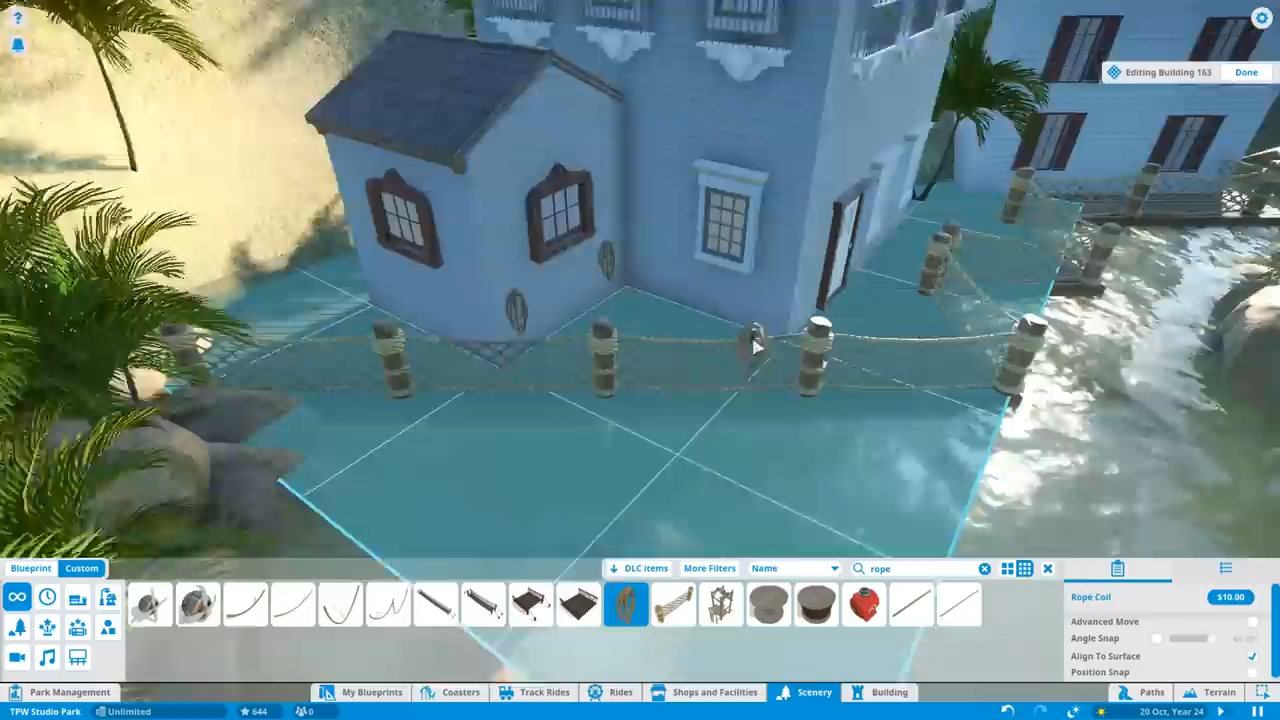 ?
Editing Building 163 Done
Blueprint Custom DLC items More Filters Name rope
Rope Coil $10.00
Advanced Move
Angle Snap 45.00°
Align To Surface
Position Snap
Park Management My Blueprints Coasters Track Rides Rides Shops and Facilities Scenery Building Paths Terrain
TPW Studio Park Unlimited 644 0 20 Oct, Year 24